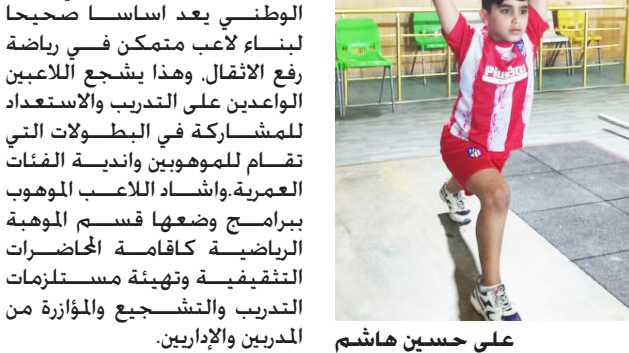 الوطني يعد اساسا صحيحا
لبناء لاعب متمكن في رياضة
رفع الاثقال، وهذا يشجع اللاعبين
الواعدين على التدريب والاستعداد
للمشاركة في البطولات التي
تقام للموهوبين واندية الفئات
العمرية.واشاد اللاعب الموهوب
ببرامج وضعها قسم الموهبة
الرياضية كاقامة المحاضرات
التثقيفية وتهيئة مستلزمات
التدريب والتشجيع والمؤازرة من
المدربين والإداريين.
Plus500
علي حسين هاشم